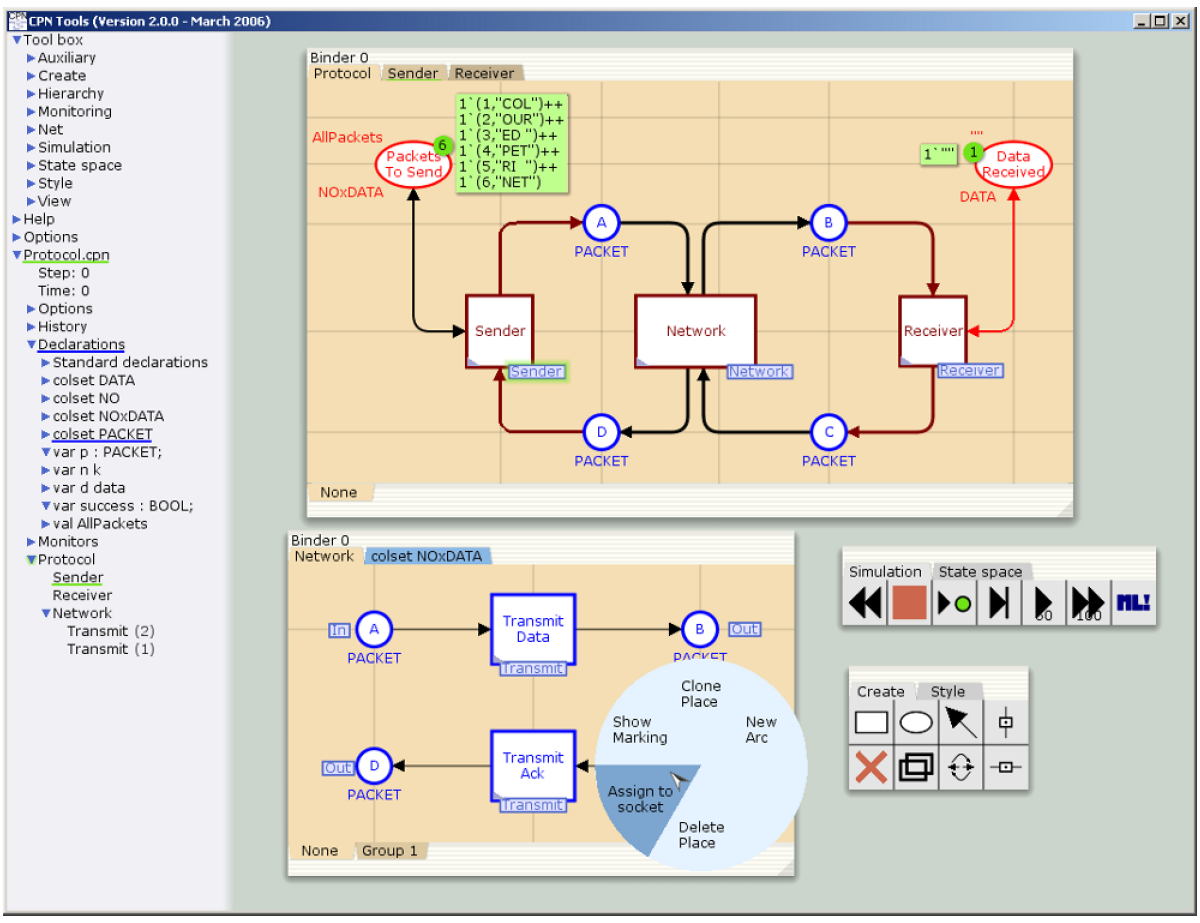 CPN Tools (Version 2.0.0 - March 2006)
Tool box
Auxiliary
Create
Hierarchy
Monitoring
Net
Simulation
State space
Style
View
Help
Options
Protocol.cpn
Step: 0
Time: 0
Options
History
Declarations
Standard declarations
colset DATA
colset NO
colset NOxDATA
colset PACKET
var p : PACKET;
var n k
var d data
var success : BOOL;
val AllPackets
Monitors
Protocol
Sender
Receiver
Network
Transmit (2)
Transmit (1)
Binder 0
Protocol Sender Receiver
AllPackets
6
Packets
To Send
NOxDATA
1`(1,"COL")++
1`(2,"OUR")++
1`(3,"ED ")++
1`(4,"PET")++
1`(5,"RI ")++
1`(6,"NET")
1`""
1
""
Data
Received
DATA
A
PACKET
B
PACKET
Sender
Sender
Network
Network
Receiver
Receiver
D
PACKET
C
PACKET
None
Binder 0
Network colset NOxDATA
In
A
PACKET
Transmit
Data
Transmit
B
Out
PACKET
Out
D
PACKET
Transmit
Ack
Transmit
Clone
Place
Show
Marking
New
Arc
Assign to
socket
Delete
Place
None Group 1
Simulation State space
50
100
ML!
Create Style